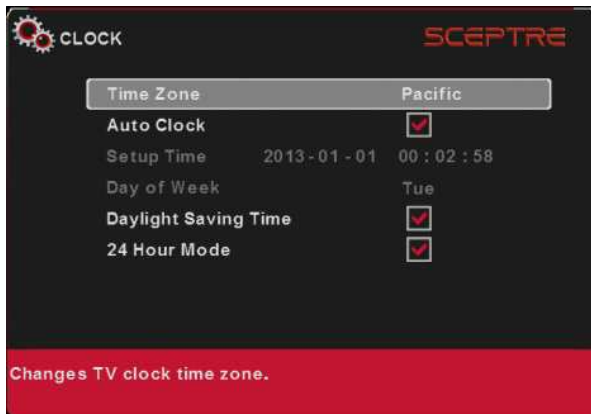 CLOCK SCEPTRE
Time Zone Pacific
Auto Clock
Setup Time 2013-01-01 00:02:58
Day of Week Tue
Daylight Saving Time
24 Hour Mode
Changes TV clock time zone.